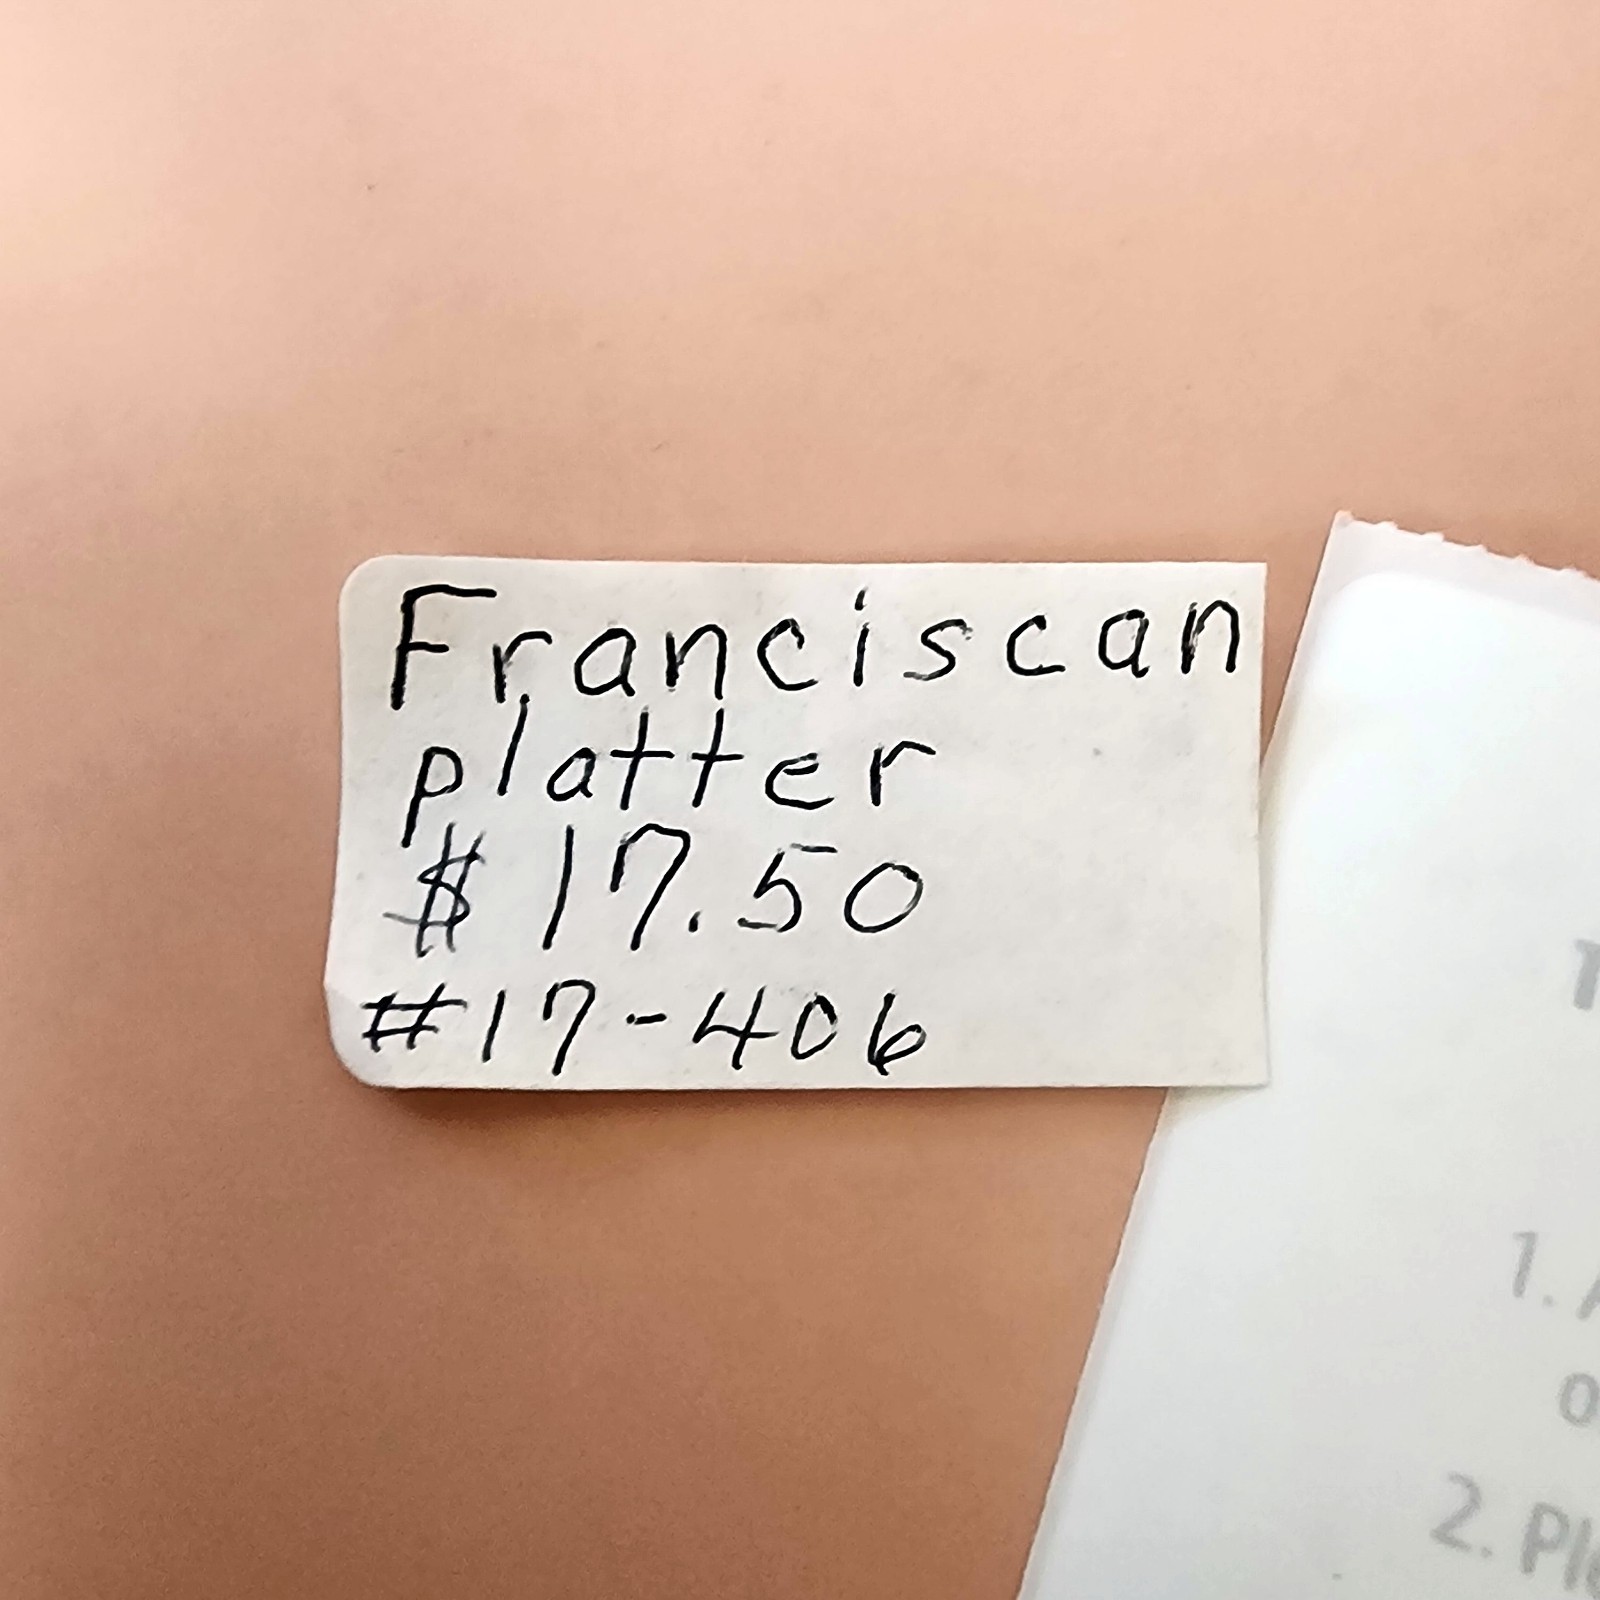 Franciscan
platter
$17.50
#17-406
1.
2.